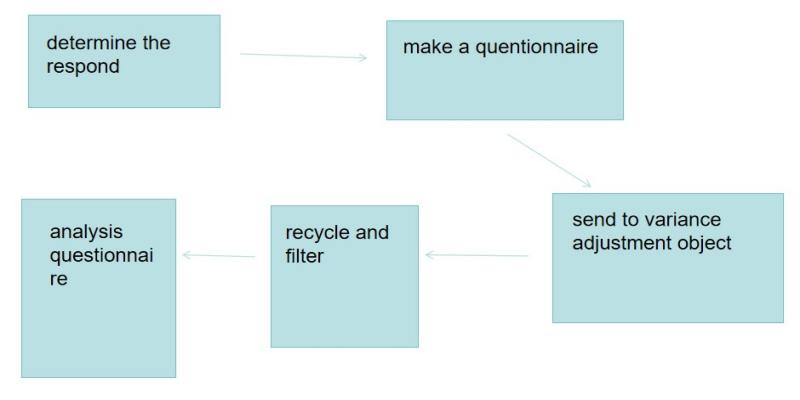 determine the
respond
make a quentionnaire
send to variance
adjustment object
recycle and
filter
analysis
questionnai
re